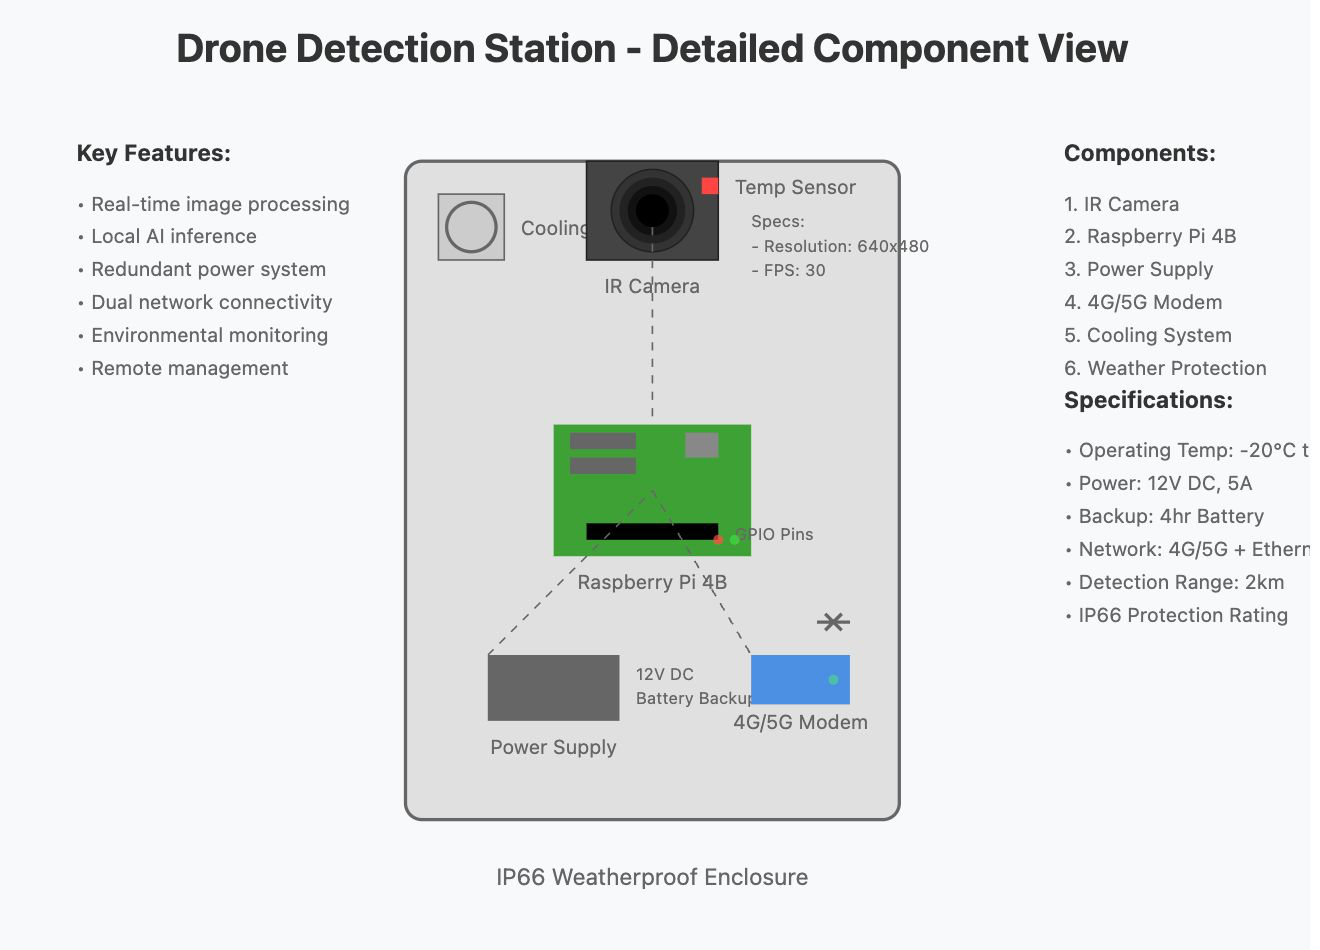 Drone Detection Station - Detailed Component View
Key Features:
• Real-time image processing
• Local AI inference
• Redundant power system
• Dual network connectivity
• Environmental monitoring
• Remote management
Cooling
Temp Sensor
Specs:
- Resolution: 640x480
- FPS: 30
IR Camera
GPIO Pins
Raspberry Pi 4B
12V DC
Battery Backup
4G/5G Modem
Power Supply
IP66 Weatherproof Enclosure
Components:
1. IR Camera
2. Raspberry Pi 4B
3. Power Supply
4. 4G/5G Modem
5. Cooling System
6. Weather Protection
Specifications:
• Operating Temp: -20°C t
• Power: 12V DC, 5A
• Backup: 4hr Battery
• Network: 4G/5G + Ethern
• Detection Range: 2km
• IP66 Protection Rating